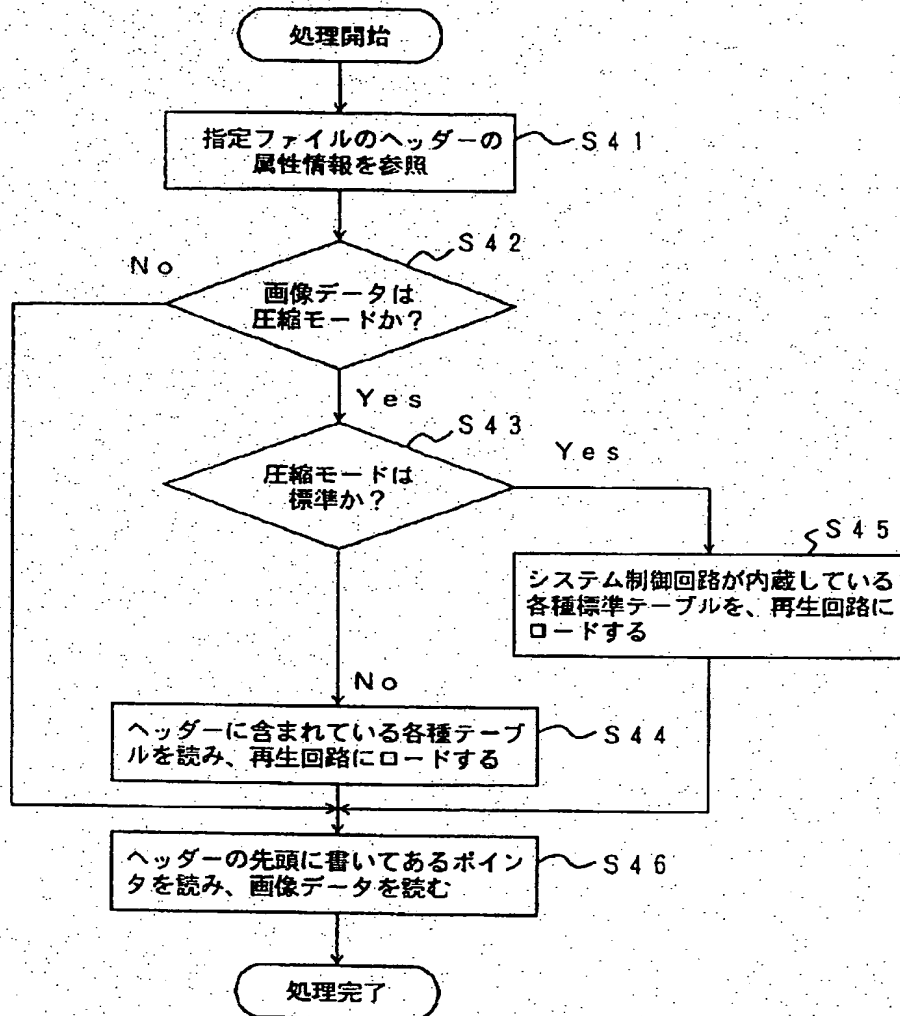 処理開始
指定ファイルのヘッダーの
属性情報を参照
S41
S42
No
画像データは
圧縮モードか？
Yes
S43
Yes
圧縮モードは
標準か？
S45
システム制御回路が内蔵している
各種標準テーブルを、再生回路に
ロードする
No
ヘッダーに含まれている各種テーブ
ルを読み、再生回路にロードする
S44
ヘッダーの先頭に書いてあるポイン
タを読み、画像データを読む
S46
処理完了